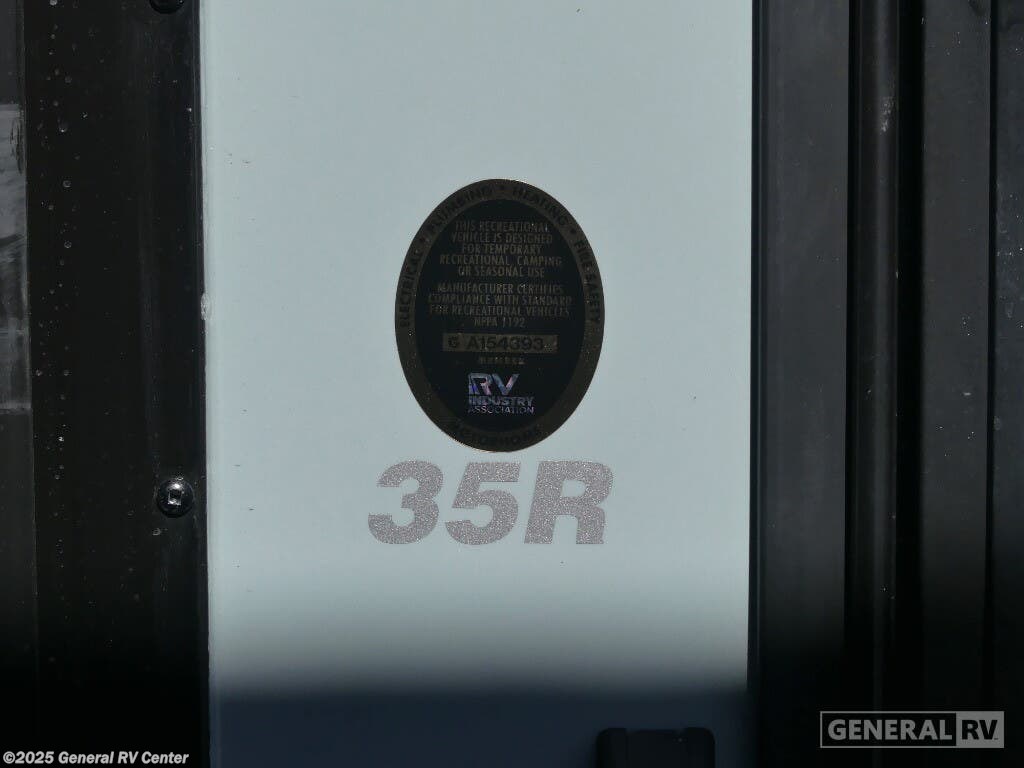 ELECTRICAL • PLUMBING • HEATING • FIRE SAFETY
THIS RECREATIONAL
VEHICLE IS DESIGNED
FOR TEMPORARY
RECREATIONAL, CAMPING
OR SEASONAL USE
MANUFACTURER CERTIFIES
COMPLIANCE WITH STANDARD
FOR RECREATIONAL VEHICLES
NFPA 1192
G A154393
MEMBER
RV
INDUSTRY
ASSOCIATION
MOTORHOME
35R
GENERAL RV
©2025 General RV Center